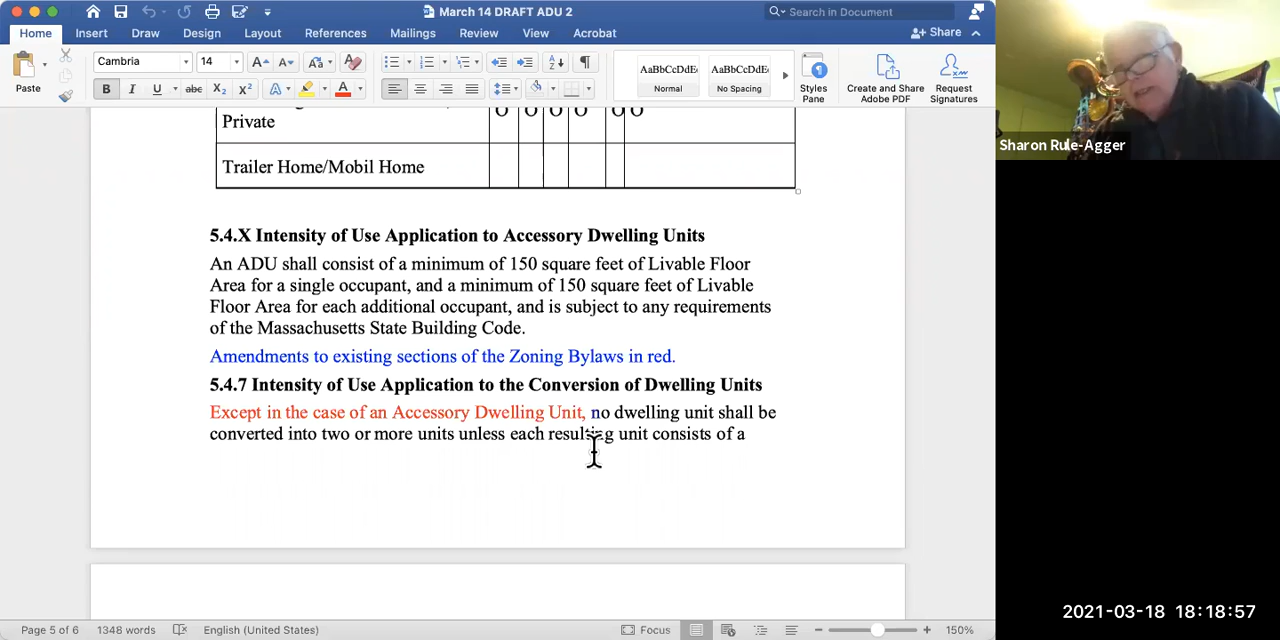 March 14 DRAFT ADU 2
Search in Document
Home Insert Draw Design Layout References Mailings Review View Acrobat
Share
Paste
Cambria 14
AaBbCcDdE AaBbCcDdE
Normal No Spacing
Styles Pane
Create and Share Adobe PDF
Request Signatures
Private O O O O O O
Trailer Home/Mobil Home
5.4.X Intensity of Use Application to Accessory Dwelling Units
An ADU shall consist of a minimum of 150 square feet of Livable Floor
Area for a single occupant, and a minimum of 150 square feet of Livable
Floor Area for each additional occupant, and is subject to any requirements
of the Massachusetts State Building Code.
Amendments to existing sections of the Zoning Bylaws in red.
5.4.7 Intensity of Use Application to the Conversion of Dwelling Units
Except in the case of an Accessory Dwelling Unit, no dwelling unit shall be
converted into two or more units unless each resulting unit consists of a
Page 5 of 6 1348 words English (United States) Focus 150%
Sharon Rule-Agger
2021-03-18 18:18:57